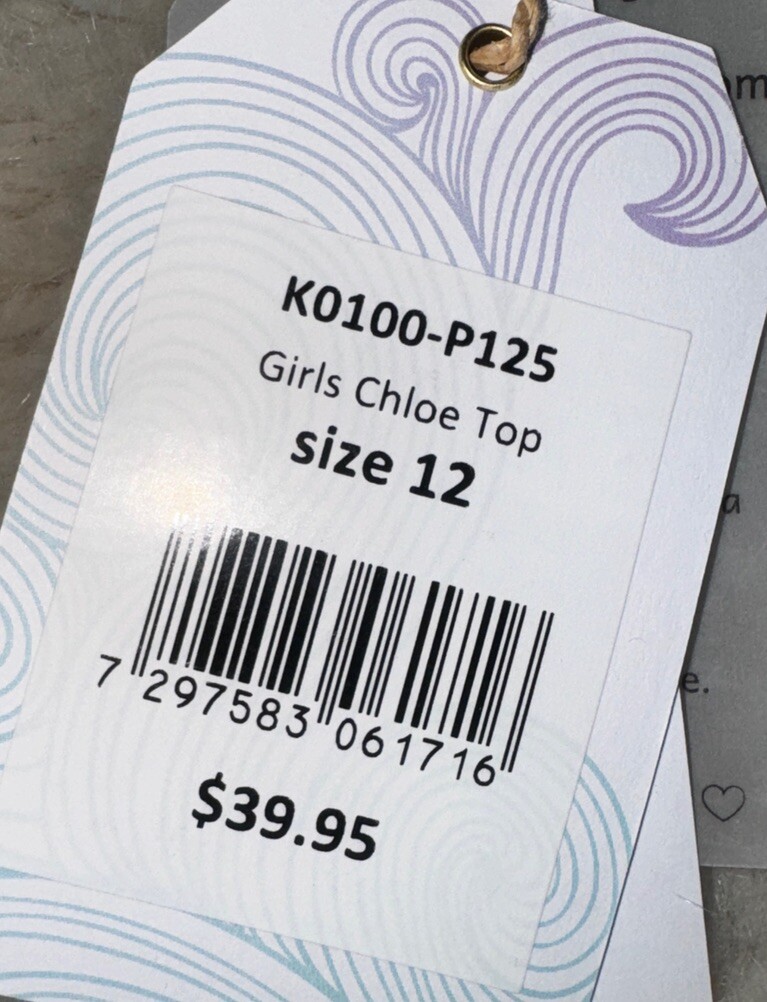 K0100-P125
Girls Chloe Top
size 12
7 297583 061716
$39.95
a
e.